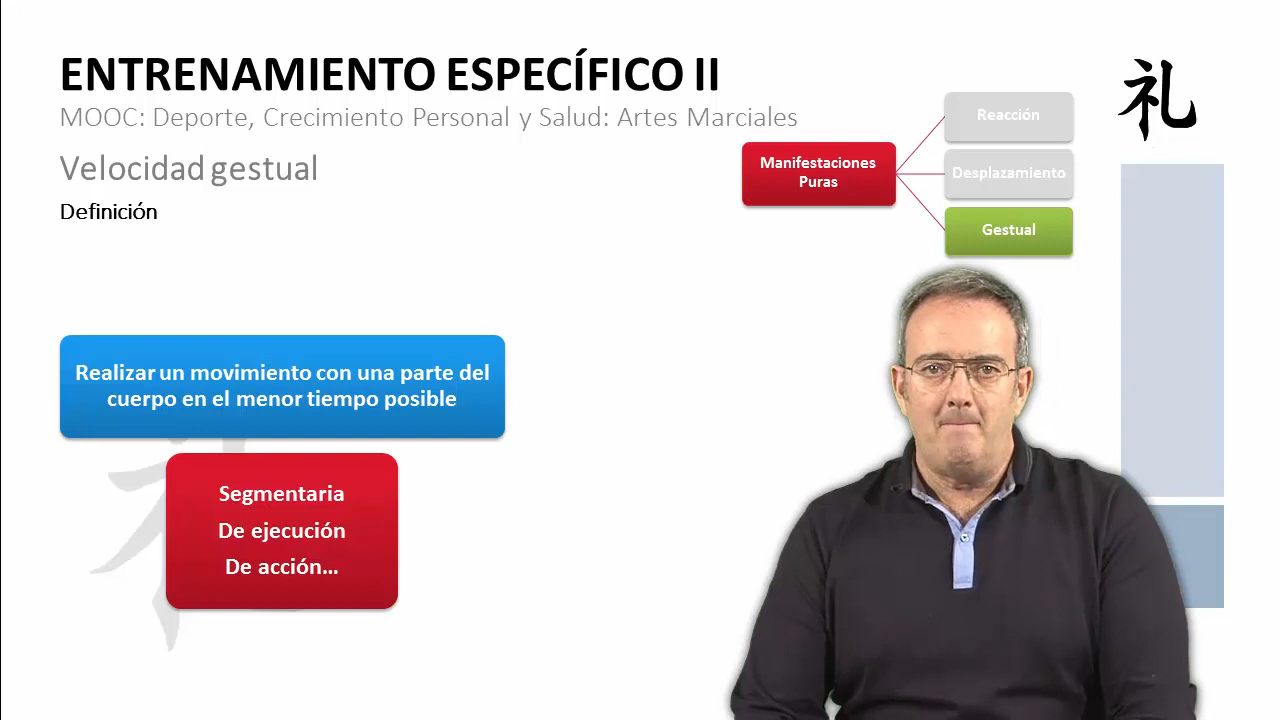 ENTRENAMIENTO ESPECÍFICO II
MOOC: Deporte, Crecimiento Personal y Salud: Artes Marciales
Velocidad gestual
Definición
Manifestaciones
Puras
Reacción
Desplazamiento
Gestual
礼
Realizar un movimiento con una parte del
cuerpo en el menor tiempo posible
Segmentaria
De ejecución
De acción…